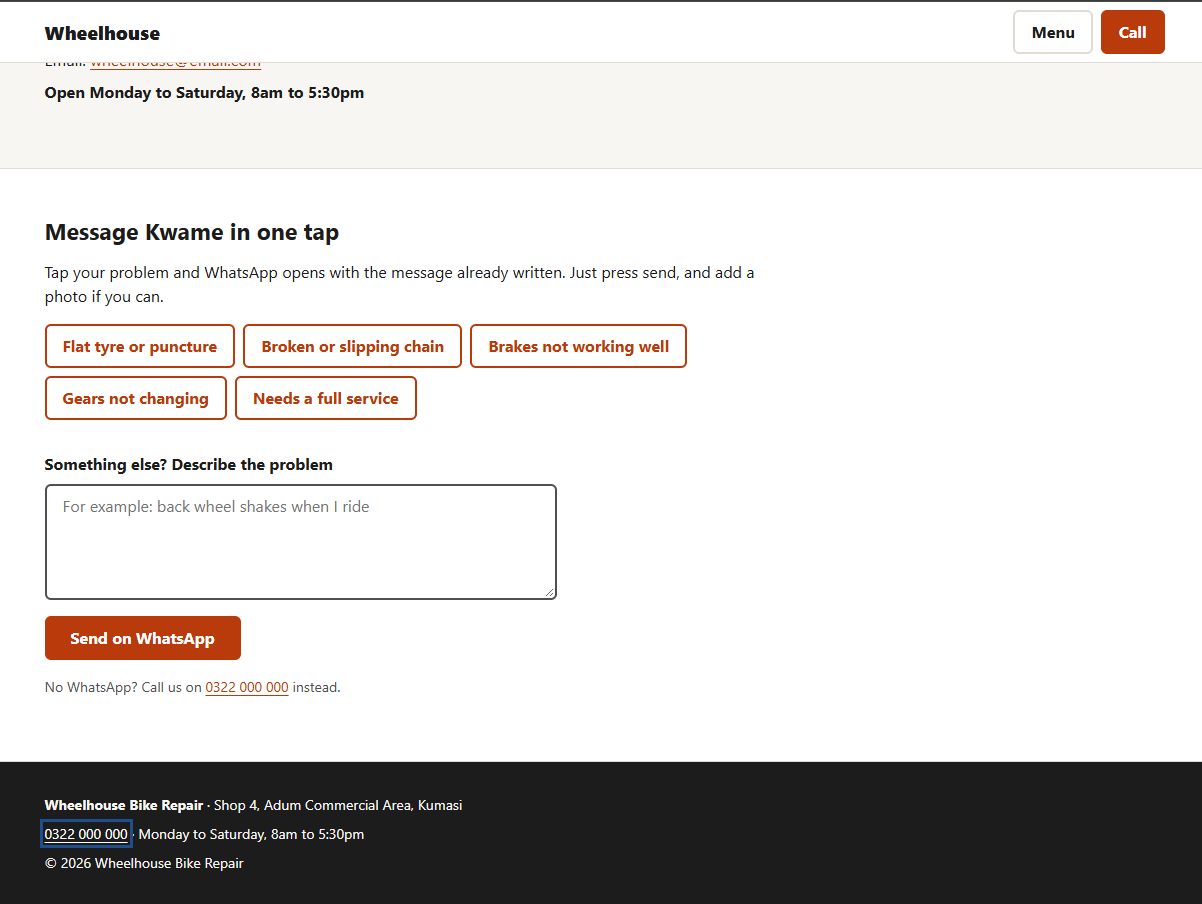 Wheelhouse
Menu
Call
Email: wheelhouse@email.com
Open Monday to Saturday, 8am to 5:30pm
Message Kwame in one tap
Tap your problem and WhatsApp opens with the message already written. Just press send, and add a
photo if you can.
Flat tyre or puncture
Broken or slipping chain
Brakes not working well
Gears not changing
Needs a full service
Something else? Describe the problem
For example: back wheel shakes when I ride
Send on WhatsApp
No WhatsApp? Call us on 0322 000 000 instead.
Wheelhouse Bike Repair · Shop 4, Adum Commercial Area, Kumasi
0322 000 000 · Monday to Saturday, 8am to 5:30pm
© 2026 Wheelhouse Bike Repair